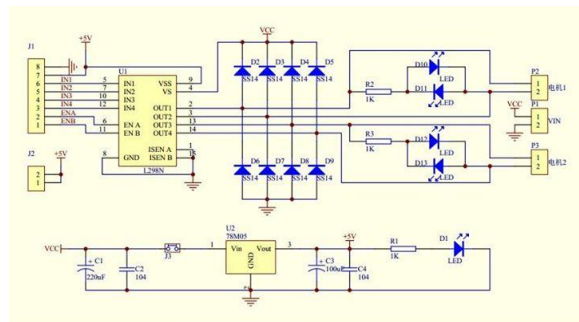 VCC
J1
+5V
D2
D3
D4
D5
SS14
SS14
SS14
SS14
D10
LED
P2
1
2
电机1
R2
1K
D11
LED
8
7
6
5
4
3
2
1
IN1
IN2
IN3
IN4
ENA
ENB
U1
5
7
10
12
6
11
8
IN1
IN2
IN3
IN4
EN A
EN B
GND
VSS
VS
OUT1
OUT2
OUT3
OUT4
ISEN A
ISEN B
9
4
2
3
13
14
1
15
L298N
VCC
P1
1
2
VIN
R3
1K
D12
LED
D13
LED
P3
1
2
电机2
J2
+5V
2
1
D6
D7
D8
D9
SS14
SS14
SS14
SS14
VCC
C1
220uF
C2
104
J3
U2
78M05
1
Vin
Vout
3
GND
C3
100uF
+5V
C4
104
R1
1K
D1
LED